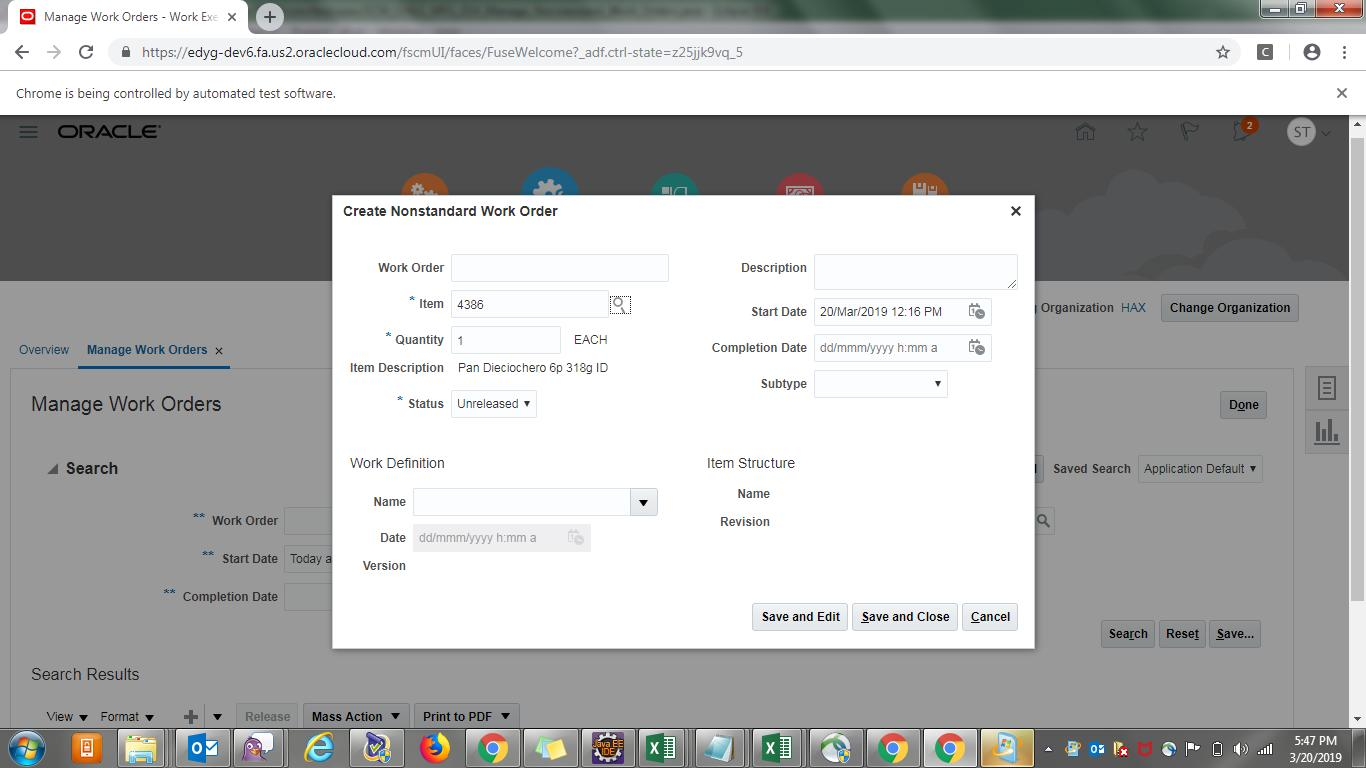 Manage Work Orders - Work Exe
https://edyg-dev6.fa.us2.oraclecloud.com/fscmUI/faces/FuseWelcome?_adf.ctrl-state=z25jjk9vq_5
C
Chrome is being controlled by automated test software.
ORACLE
2
ST
Create Nonstandard Work Order
Work Order
Description
* Item 4386
Start Date 20/Mar/2019 12:16 PM
g Organization HAX Change Organization
* Quantity 1 EACH
Completion Date dd/mmm/yyyy h:mm a
Overview Manage Work Orders
Item Description Pan Dieciochero 6p 318g ID
Subtype
* Status Unreleased
Manage Work Orders
Done
Work Definition
Item Structure
Search
Saved Search Application Default
Name
Name
** Work Order
Revision
Date dd/mmm/yyyy h:mm a
** Start Date Today a
Version
** Completion Date
Save and Edit Save and Close Cancel
Search Reset Save...
Search Results
View Format Release Mass Action Print to PDF
Java EE
IDE
5:47 PM
3/20/2019